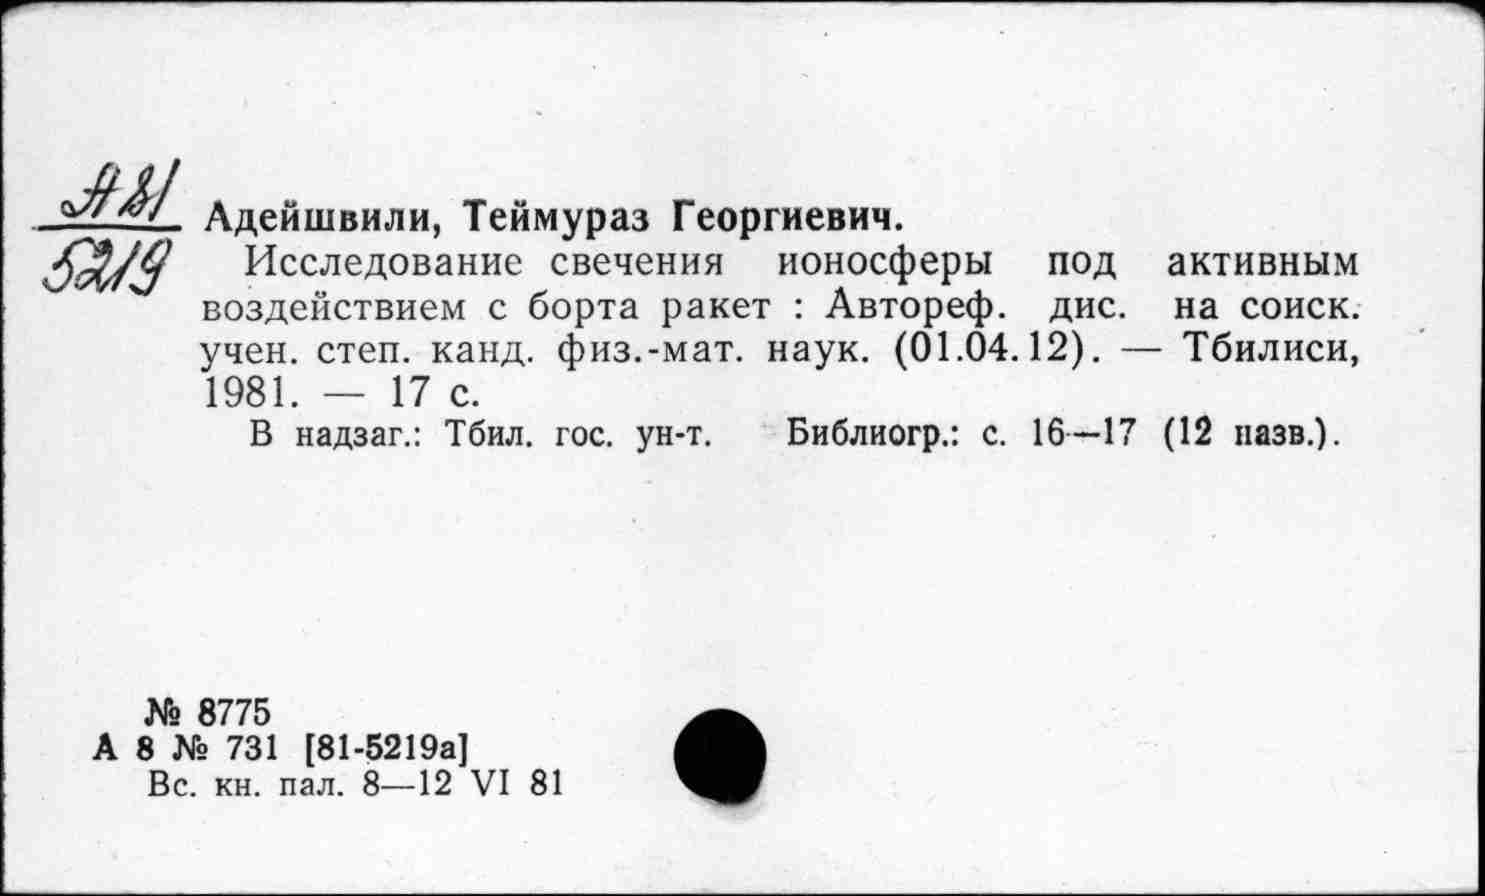 А81
5219
Адейшвили, Теймураз Георгиевич.
Исследование свечения ионосферы под активным
воздействием с борта ракет : Автореф. дис. на соиск.
учен. степ. канд. физ.-мат. наук. (01.04.12). — Тбилиси,
1981. — 17 с.
В надзаг.: Тбил. гос. ун-т. Библиогр.: с. 16—17 (12 назв.).
№ 8775
А 8 № 731 [81-5219а]
Вс. кн. пал. 8—12 VI 81